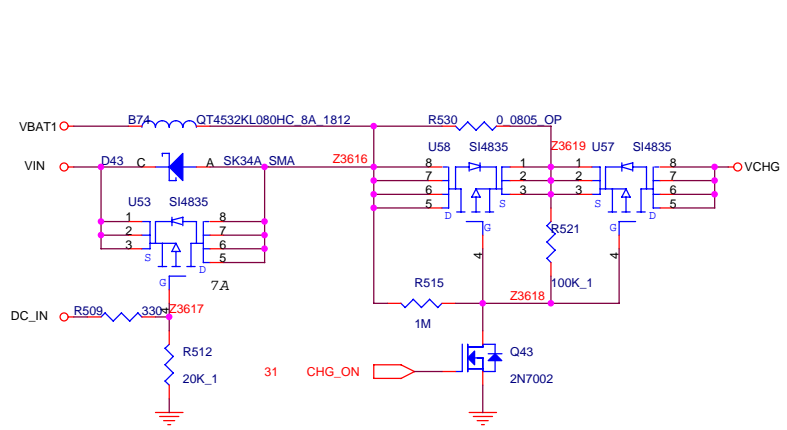 VBAT1 B74 QT4532KL080HC_8A_1812 R530 0_0805_OP
U58 SI4835 Z3619 U57 SI4835
VIN D43 C A SK34A_SMA Z3616 8 1 1 8 VCHG
7 2 2 7
6 3 3 6
5 5
U53 SI4835
S D S D
G G
1 8
2 7
3 6
5
S D
G 7A
4 4
R521
100K_1
R515 Z3618
1M
DC_IN R509 330 4 Z3617
R512
20K_1
31 CHG_ON
Q43
2N7002